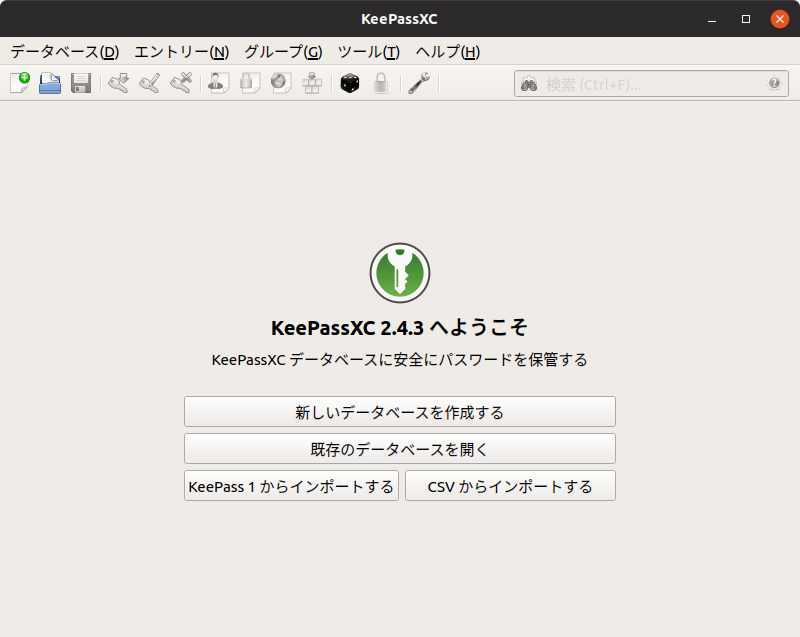 KeePassXC
データベース(D) エントリー(N) グループ(G) ツール(T) ヘルプ(H)
検索 (Ctrl+F)...
KeePassXC 2.4.3 へようこそ
KeePassXC データベースに安全にパスワードを保管する
新しいデータベースを作成する
既存のデータベースを開く
KeePass 1 からインポートする CSV からインポートする